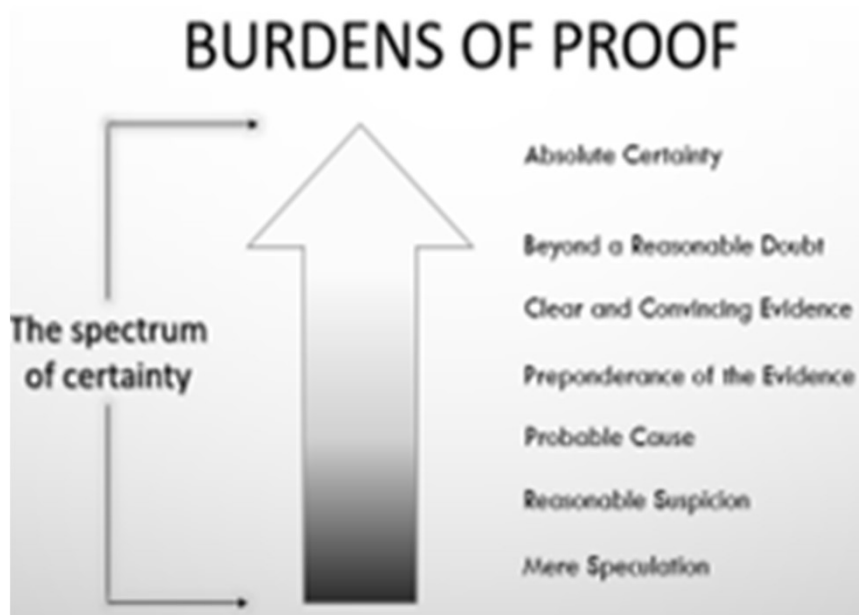 BURDENS OF PROOF
Absolute Certainty
Beyond a Reasonable Doubt
Clear and Convincing Evidence
The spectrum
of certainty
Preponderance of the Evidence
Probable Cause
Reasonable Suspicion
Mere Speculation